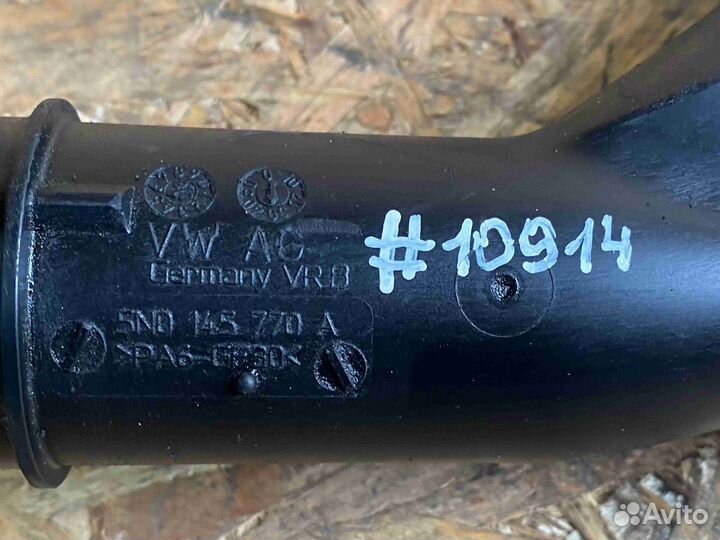 VW AG
Germany VR8
#10914
5N0 145 770 A
>PA6-GF30<
Avito